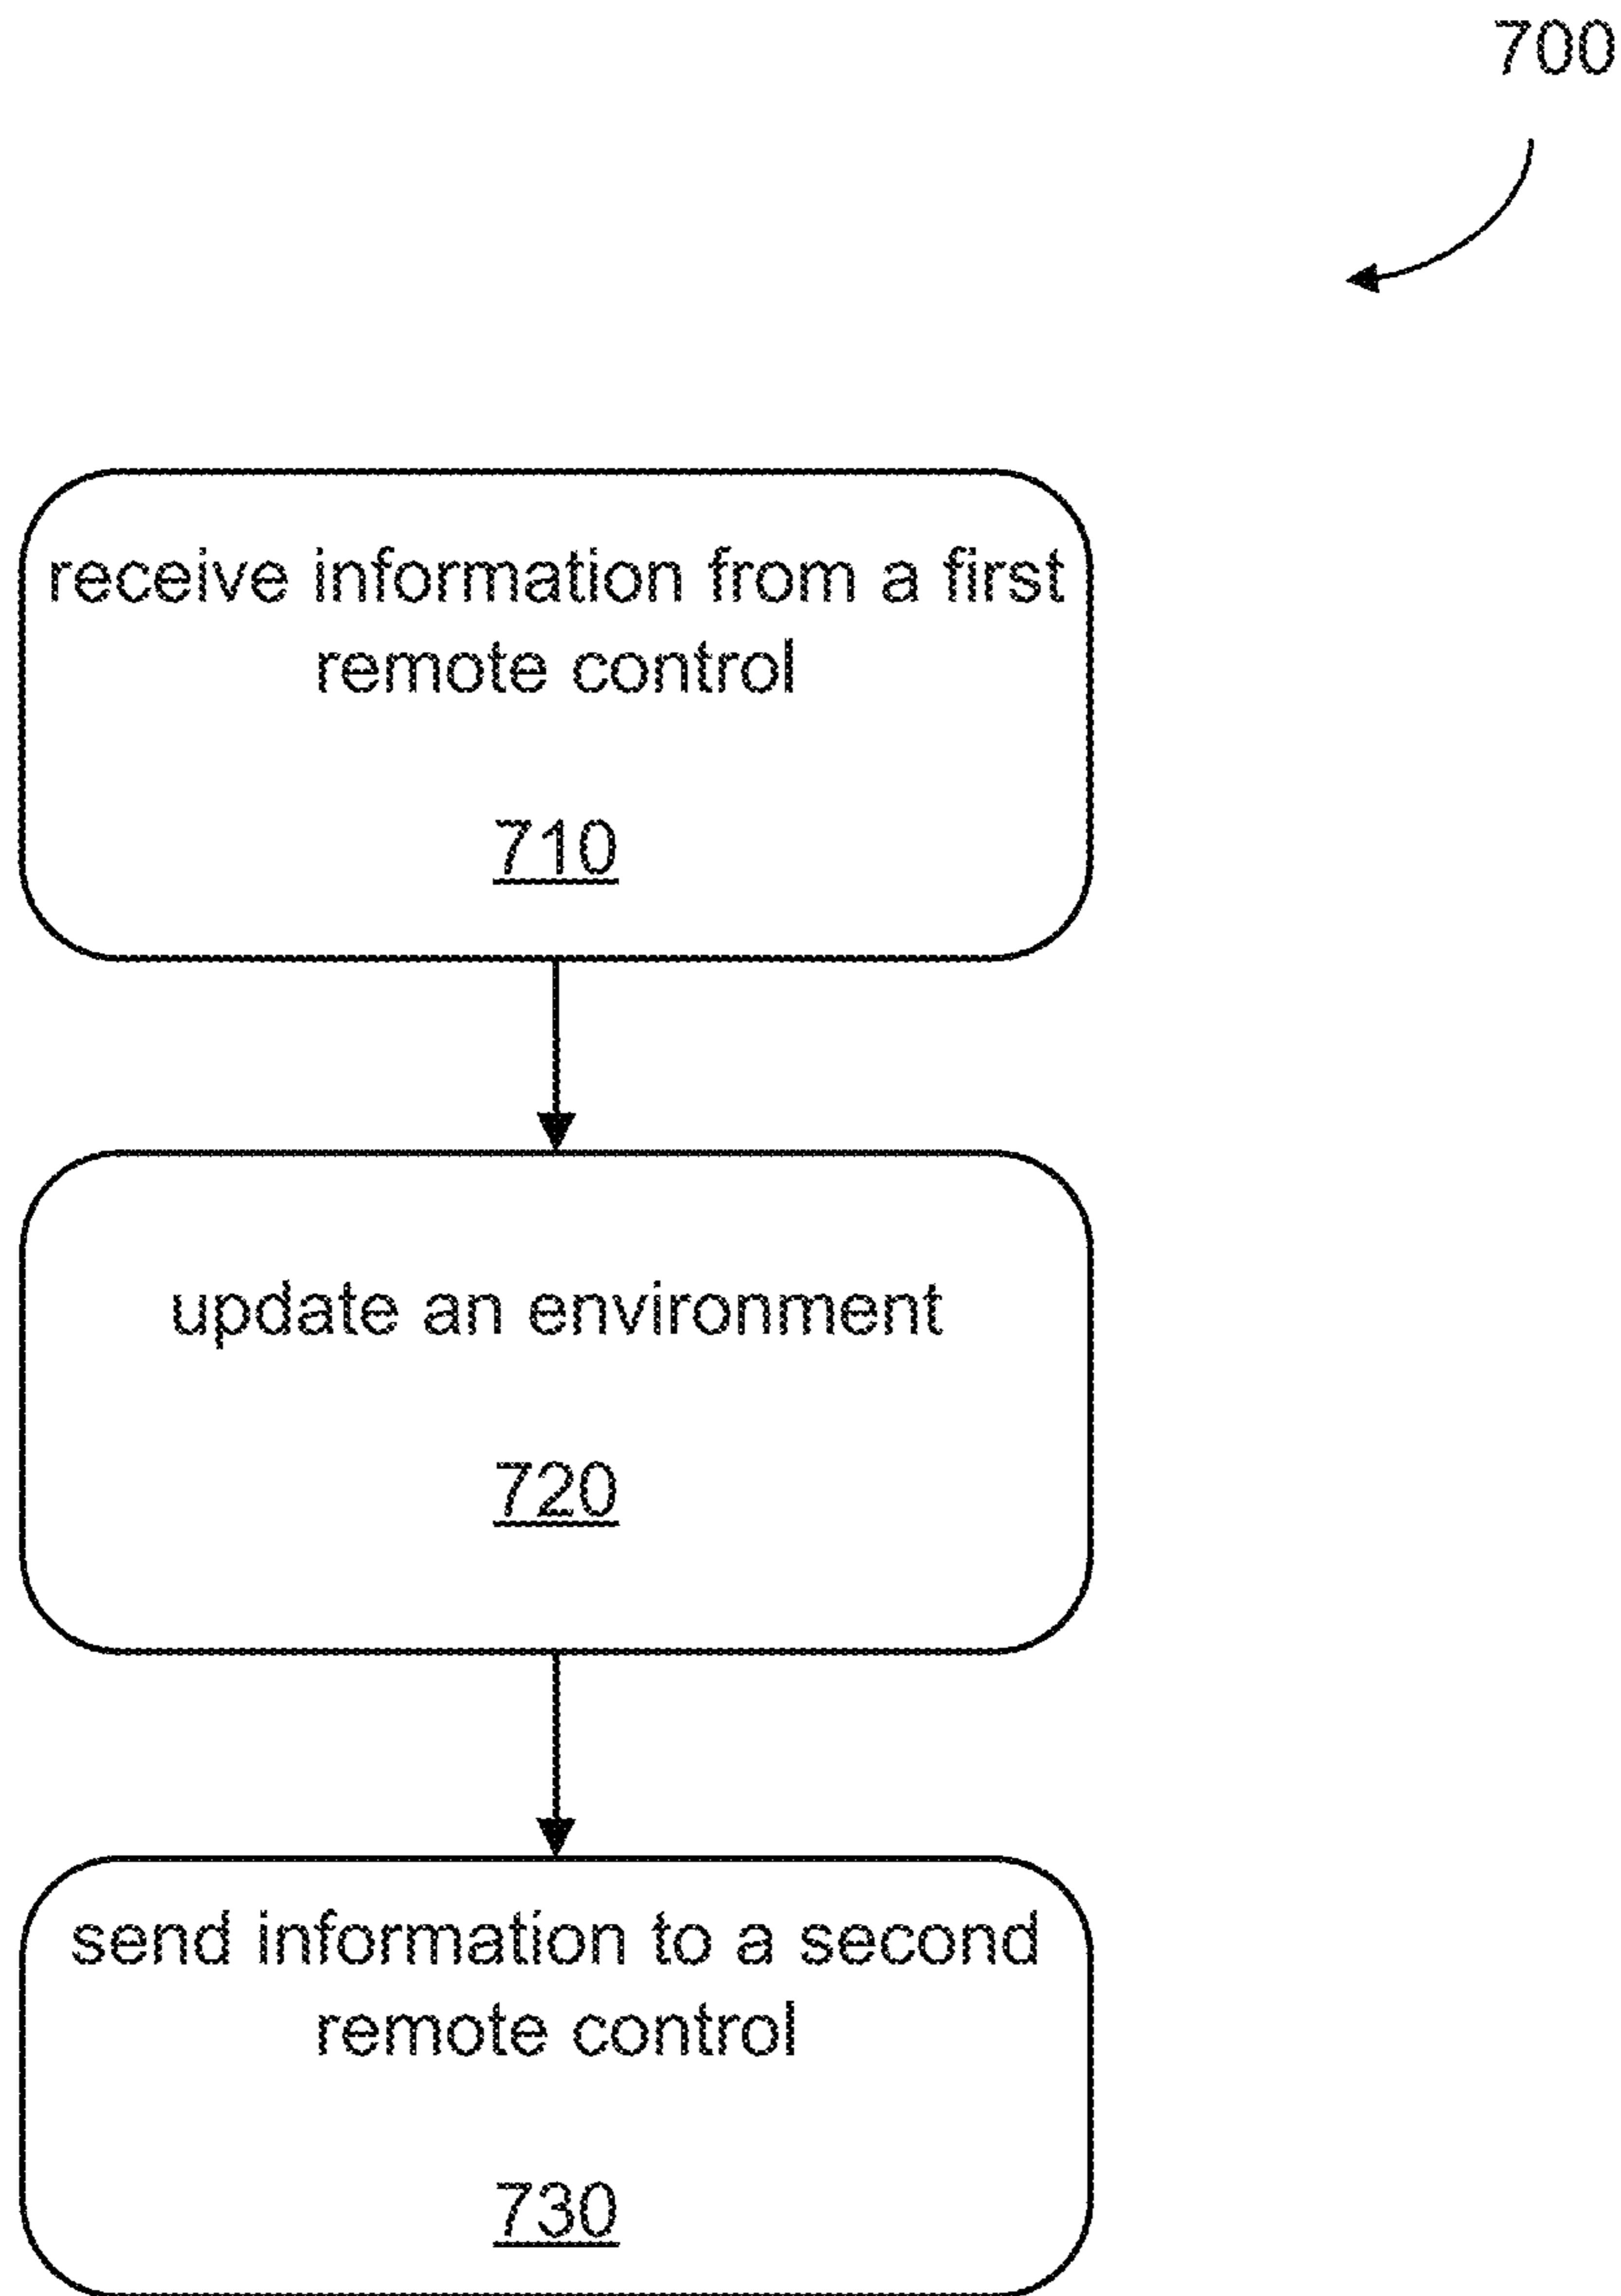 700
receive information from a first
remote control
710
update an environment
720
send information to a second
remote control
730